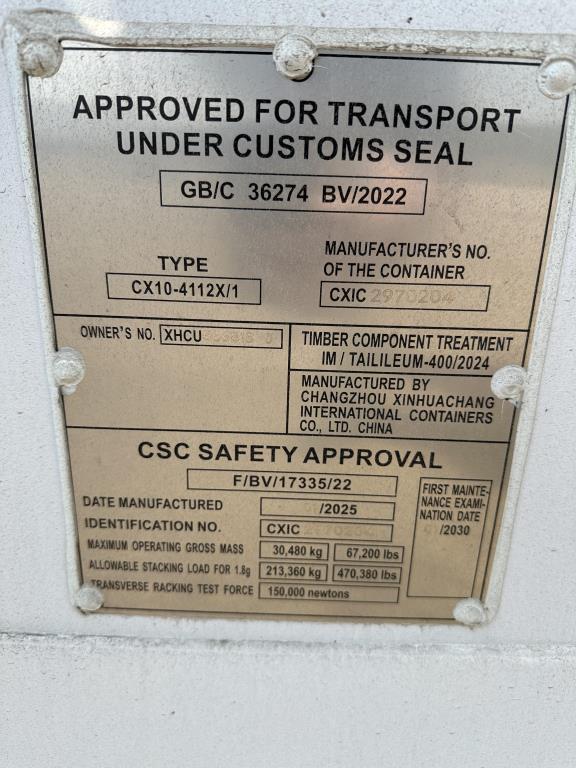 APPROVED FOR TRANSPORT
UNDER CUSTOMS SEAL
GB/C 36274 BV/2022
TYPE
CX10-4112X/1
MANUFACTURER'S NO.
OF THE CONTAINER
CXIC 2970204
OWNER'S NO. XHCU
TIMBER COMPONENT TREATMENT
IM / TAILILEUM-400/2024
MANUFACTURED BY
CHANGZHOU XINHUACHANG
INTERNATIONAL CONTAINERS
CO., LTD. CHINA
CSC SAFETY APPROVAL
F/BV/17335/22
DATE MANUFACTURED /2025
IDENTIFICATION NO. CXIC 2970204
MAXIMUM OPERATING GROSS MASS 30,480 kg 67,200 lbs
ALLOWABLE STACKING LOAD FOR 1.8g 213,360 kg 470,380 lbs
TRANSVERSE RACKING TEST FORCE 150,000 newtons
FIRST MAINTE-
NANCE EXAMI-
NATION DATE
/2030